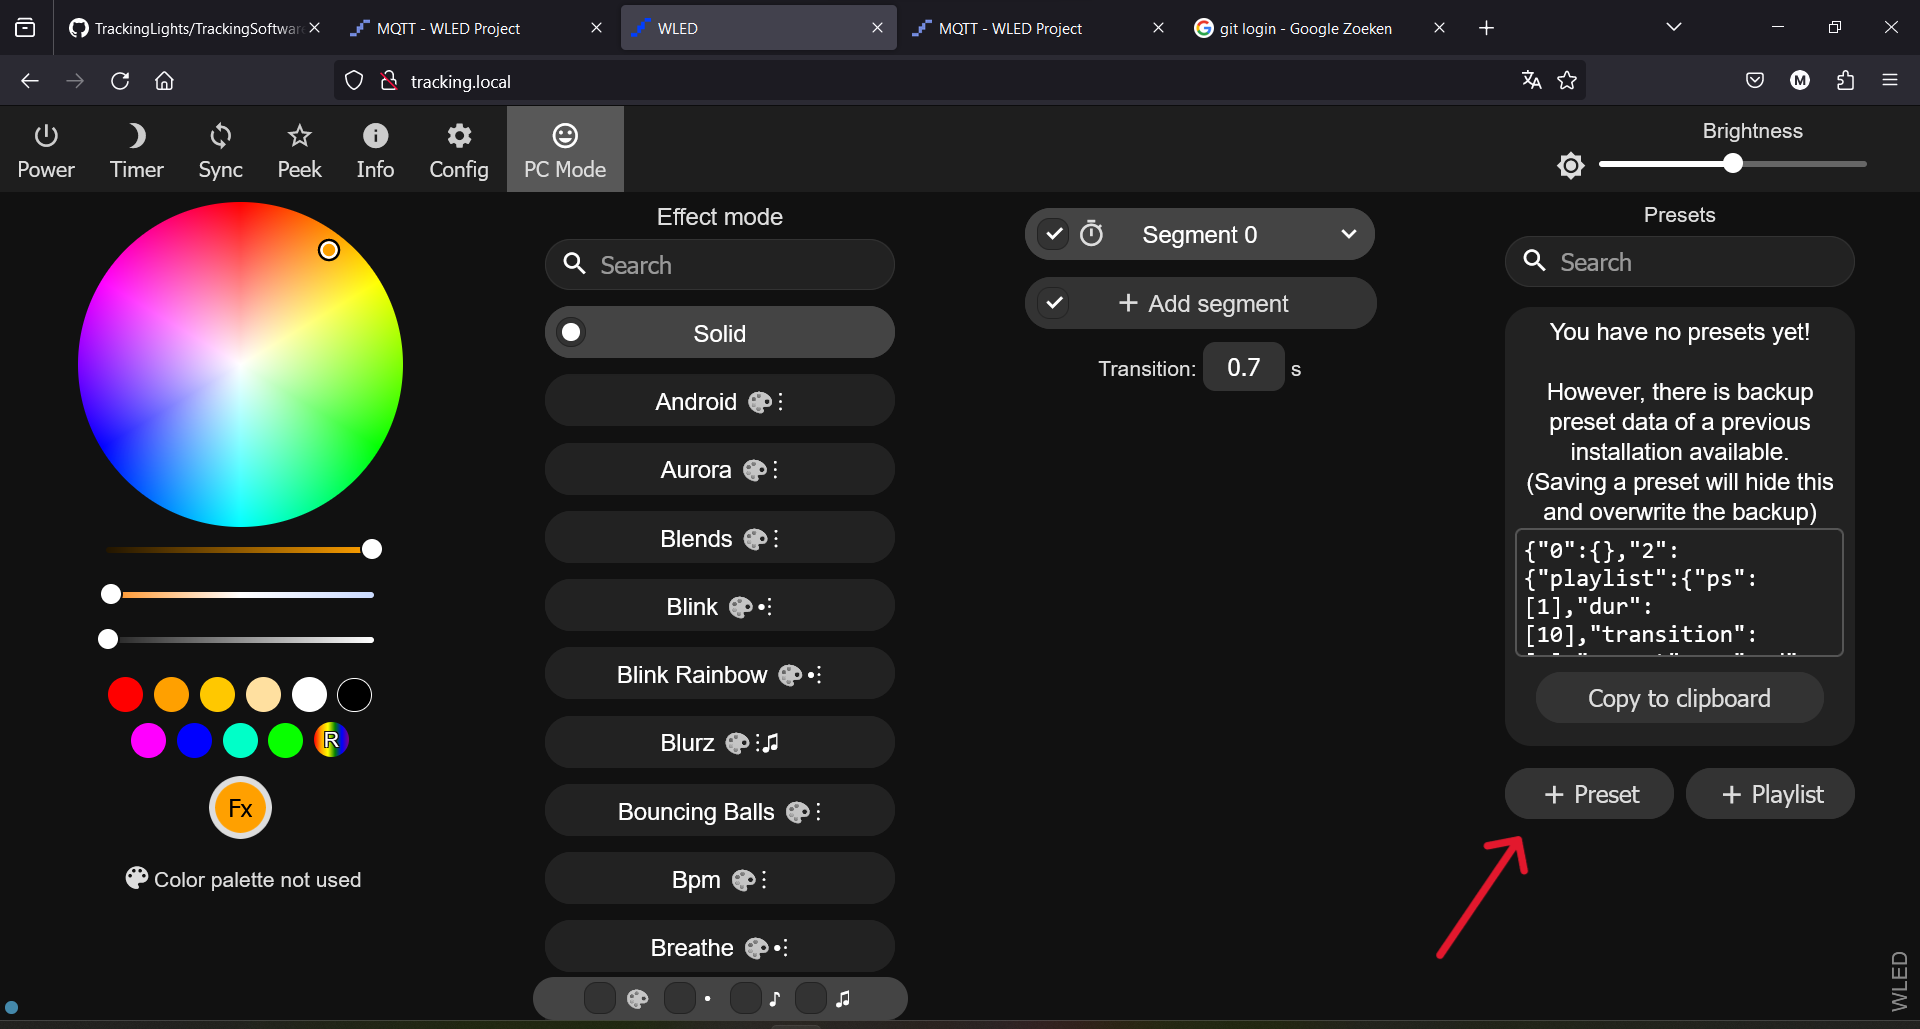 TrackingLights/TrackingSoftware
MQTT - WLED Project
WLED
MQTT - WLED Project
git login - Google Zoeken
tracking.local
M
Power
Timer
Sync
Peek
Info
Config
PC Mode
Brightness
Fx
R
Color palette not used
Effect mode
Search
Solid
Android
Aurora
Blends
Blink
Blink Rainbow
Blurz
Bouncing Balls
Bpm
Breathe
Segment 0
+ Add segment
Transition: 0.7 s
Presets
Search
You have no presets yet!
However, there is backup
preset data of a previous
installation available.
(Saving a preset will hide this
and overwrite the backup)
{"0":{},"2":
{"playlist":{"ps":
[1],"dur":
[10],"transition":
Copy to clipboard
+ Preset
+ Playlist
WLED